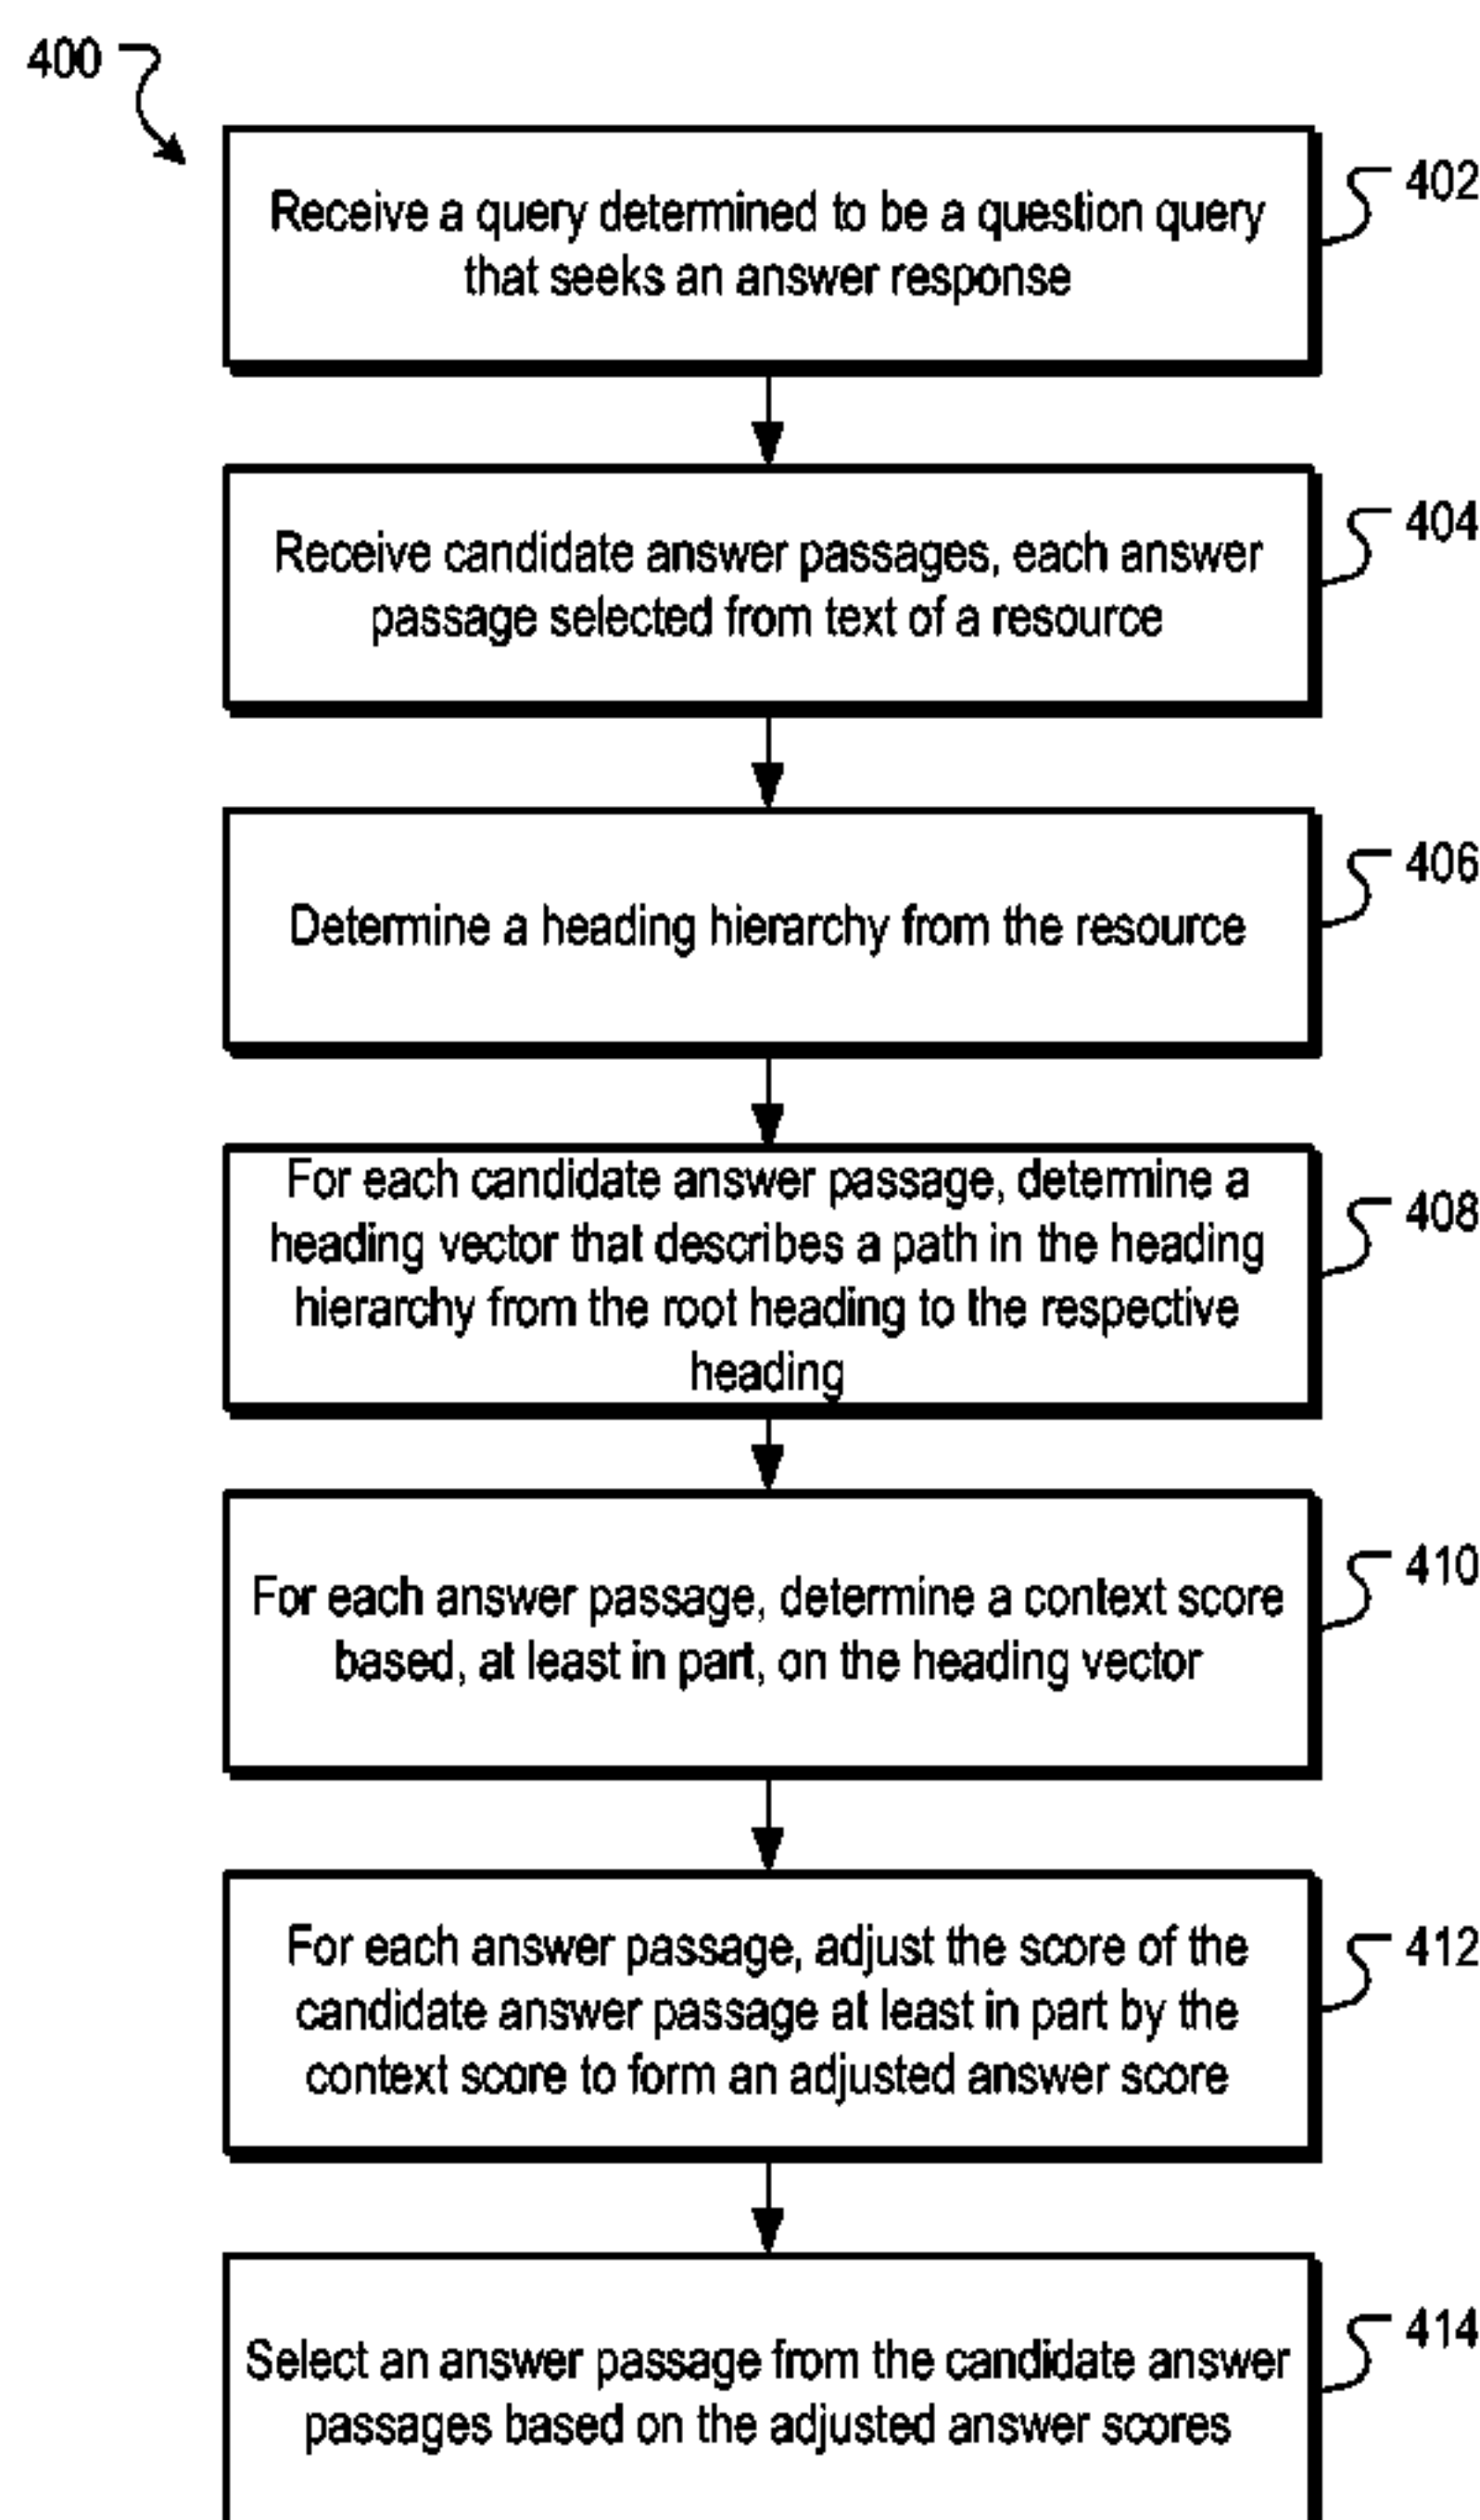 400
Receive a query determined to be a question query
that seeks an answer response
402
Receive candidate answer passages, each answer
passage selected from text of a resource
404
Determine a heading hierarchy from the resource
406
For each candidate answer passage, determine a
heading vector that describes a path in the heading
hierarchy from the root heading to the respective
heading
408
For each answer passage, determine a context score
based, at least in part, on the heading vector
410
For each answer passage, adjust the score of the
candidate answer passage at least in part by the
context score to form an adjusted answer score
412
Select an answer passage from the candidate answer
passages based on the adjusted answer scores
414